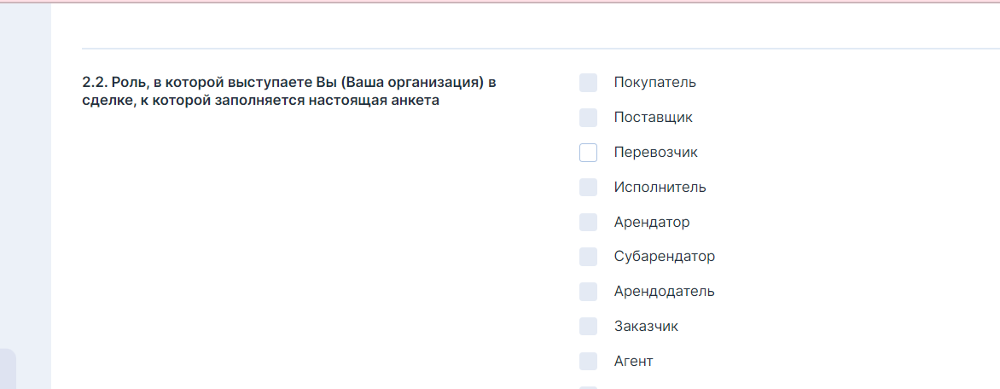 2.2. Роль, в которой выступаете Вы (Ваша организация) в
сделке, к которой заполняется настоящая анкета
Покупатель
Поставщик
Перевозчик
Исполнитель
Арендатор
Субарендатор
Арендодатель
Заказчик
Агент